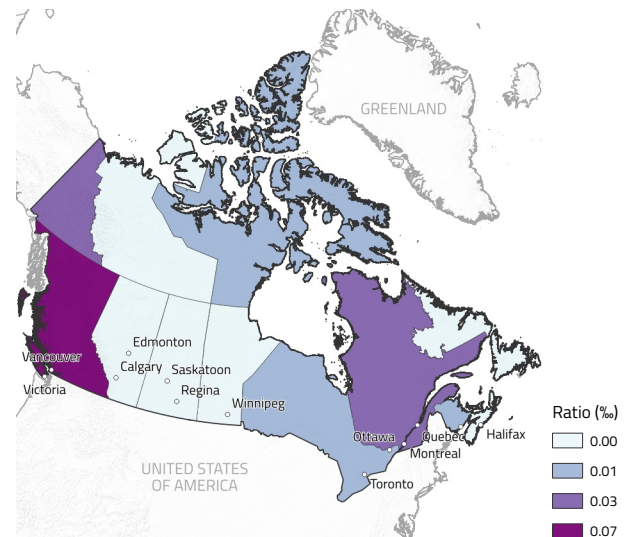 GREENLAND
Edmonton
Vancouver
Calgary
Saskatoon
Victoria
Regina
Winnipeg
Ratio (‰)
0.00
Ottawa
Quebec
Halifax
Montreal
UNITED STATES
OF AMERICA
0.01
Toronto
0.03
0.07